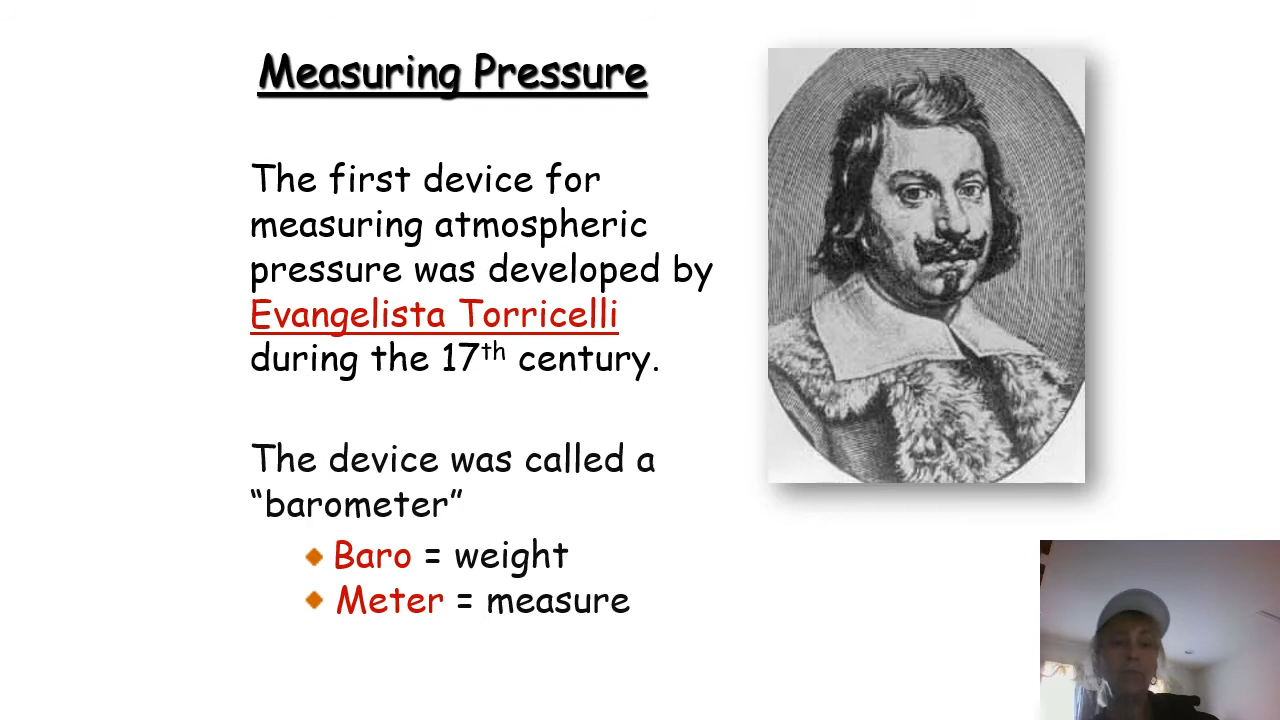 Measuring Pressure
The first device for
measuring atmospheric
pressure was developed by
Evangelista Torricelli
during the 17th century.
The device was called a
“barometer”
Baro = weight
Meter = measure